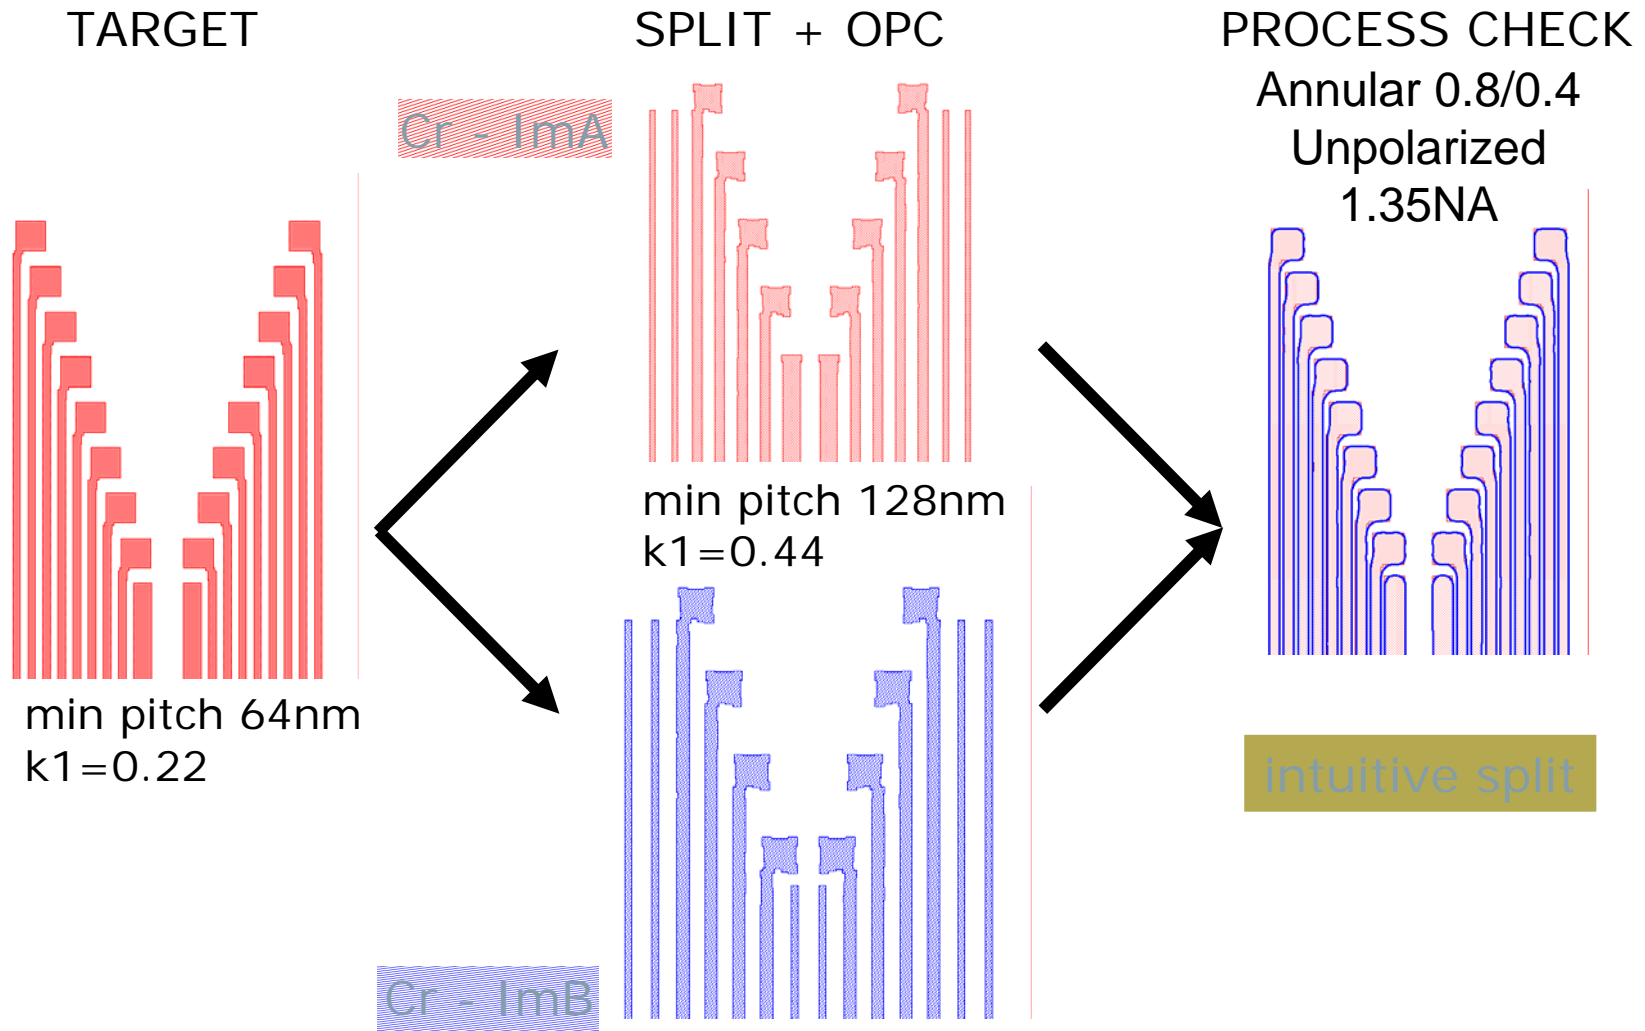 TARGET
SPLIT + OPC
PROCESS CHECK
Annular 0.8/0.4
Unpolarized
1.35NA
Cr - ImA
min pitch 128nm
k1=0.44
min pitch 64nm
k1=0.22
intuitive split
Cr - ImB